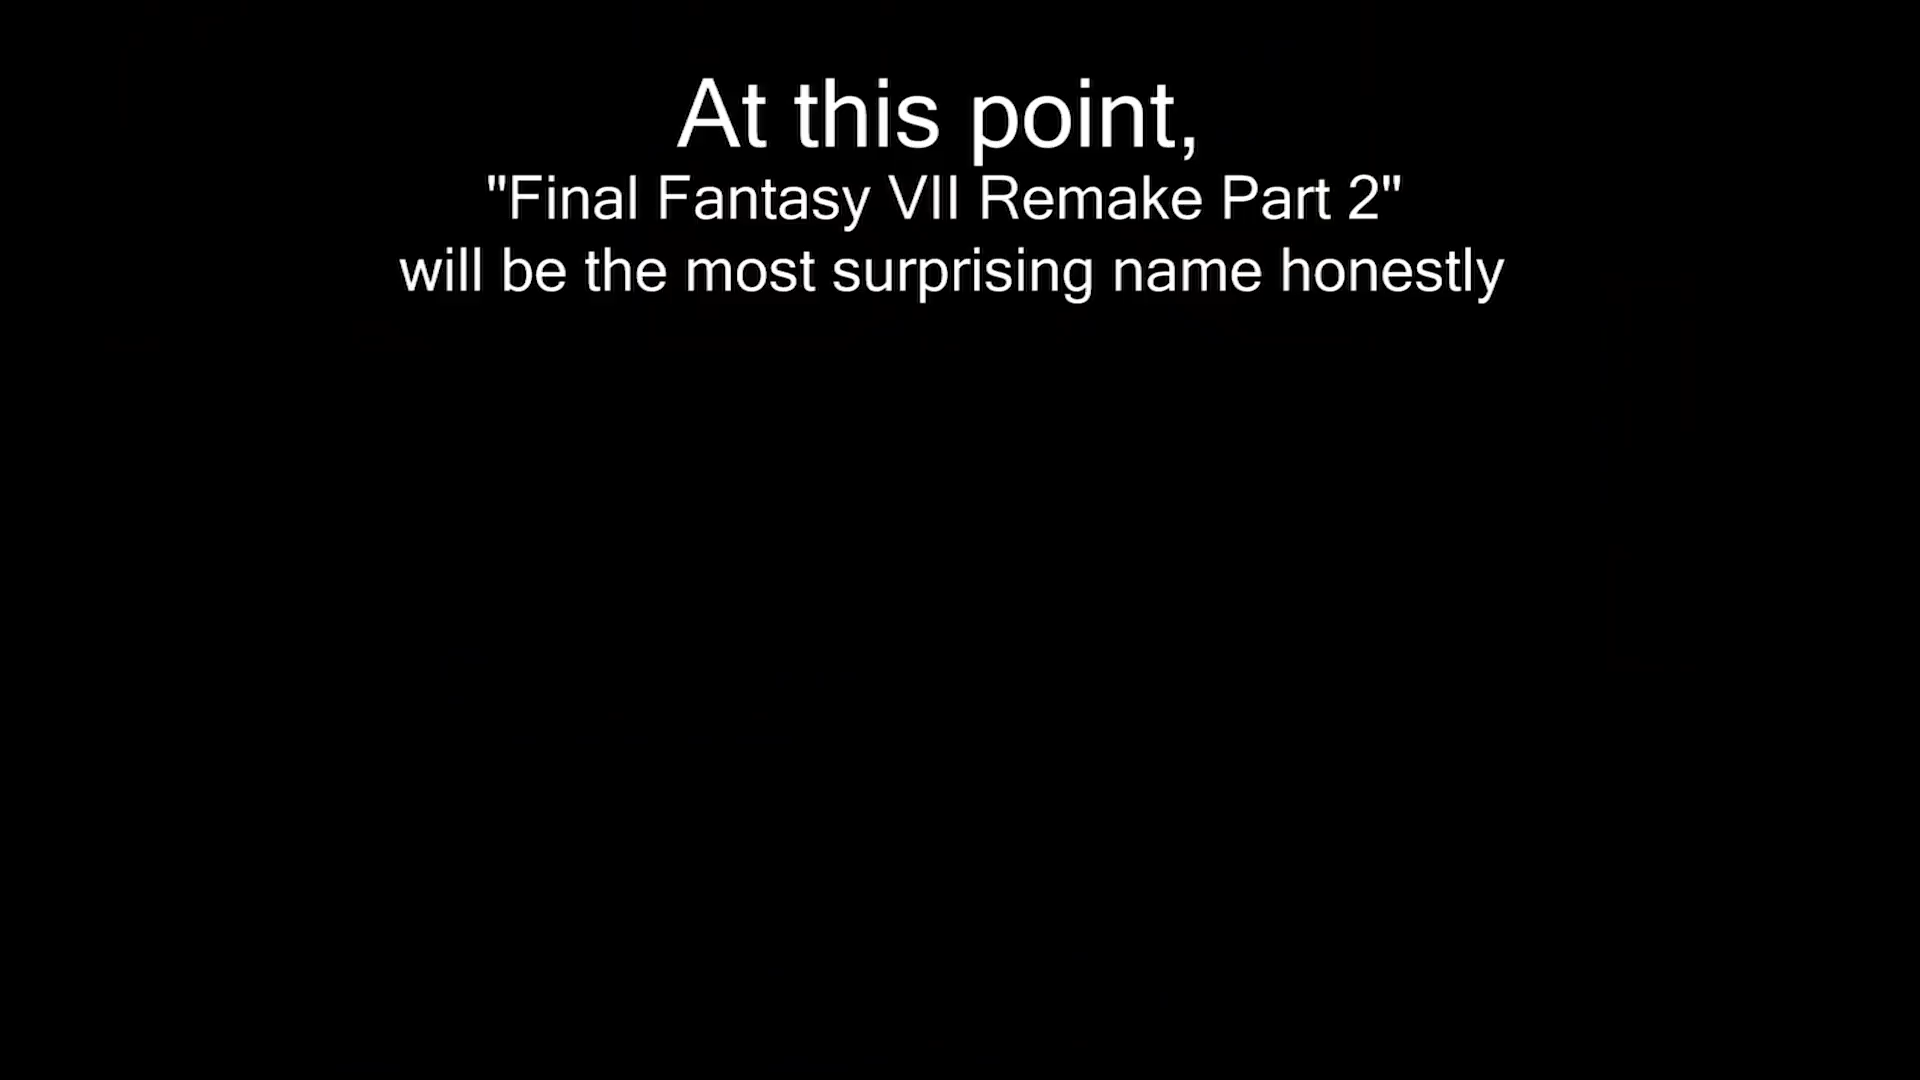 At this point,
"Final Fantasy VII Remake Part 2"
will be the most surprising name honestly